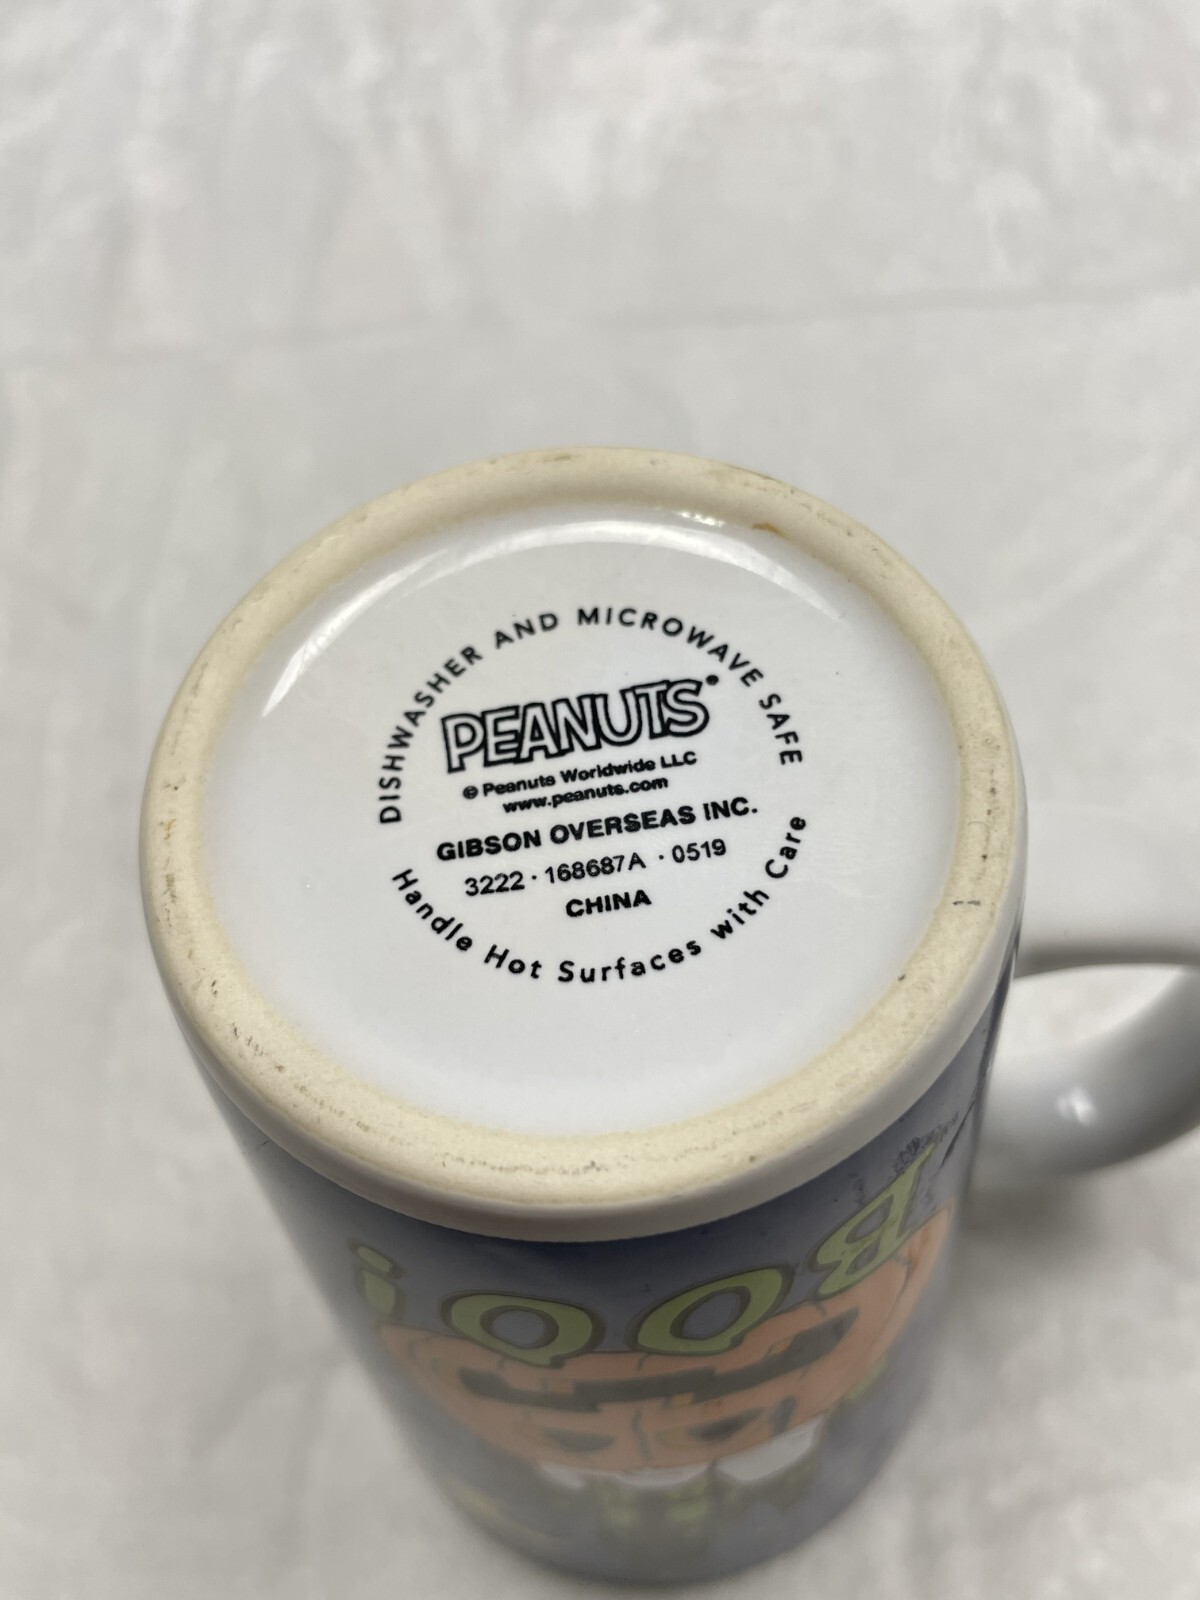 DISHWASHER AND MICROWAVE SAFE
PEANUTS®
© Peanuts Worldwide LLC
www.peanuts.com
GIBSON OVERSEAS INC.
3222 · 168687A · 0519
CHINA
Handle Hot Surfaces with Care
BOO!